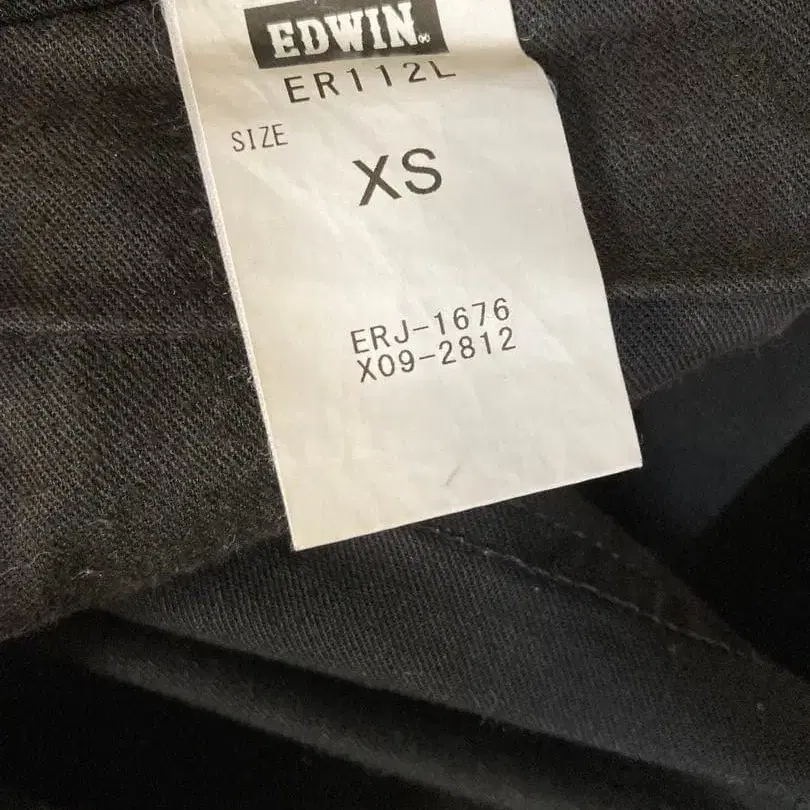 EDWIN®
ER112L
SIZE
XS
ERJ-1676
X09-2812